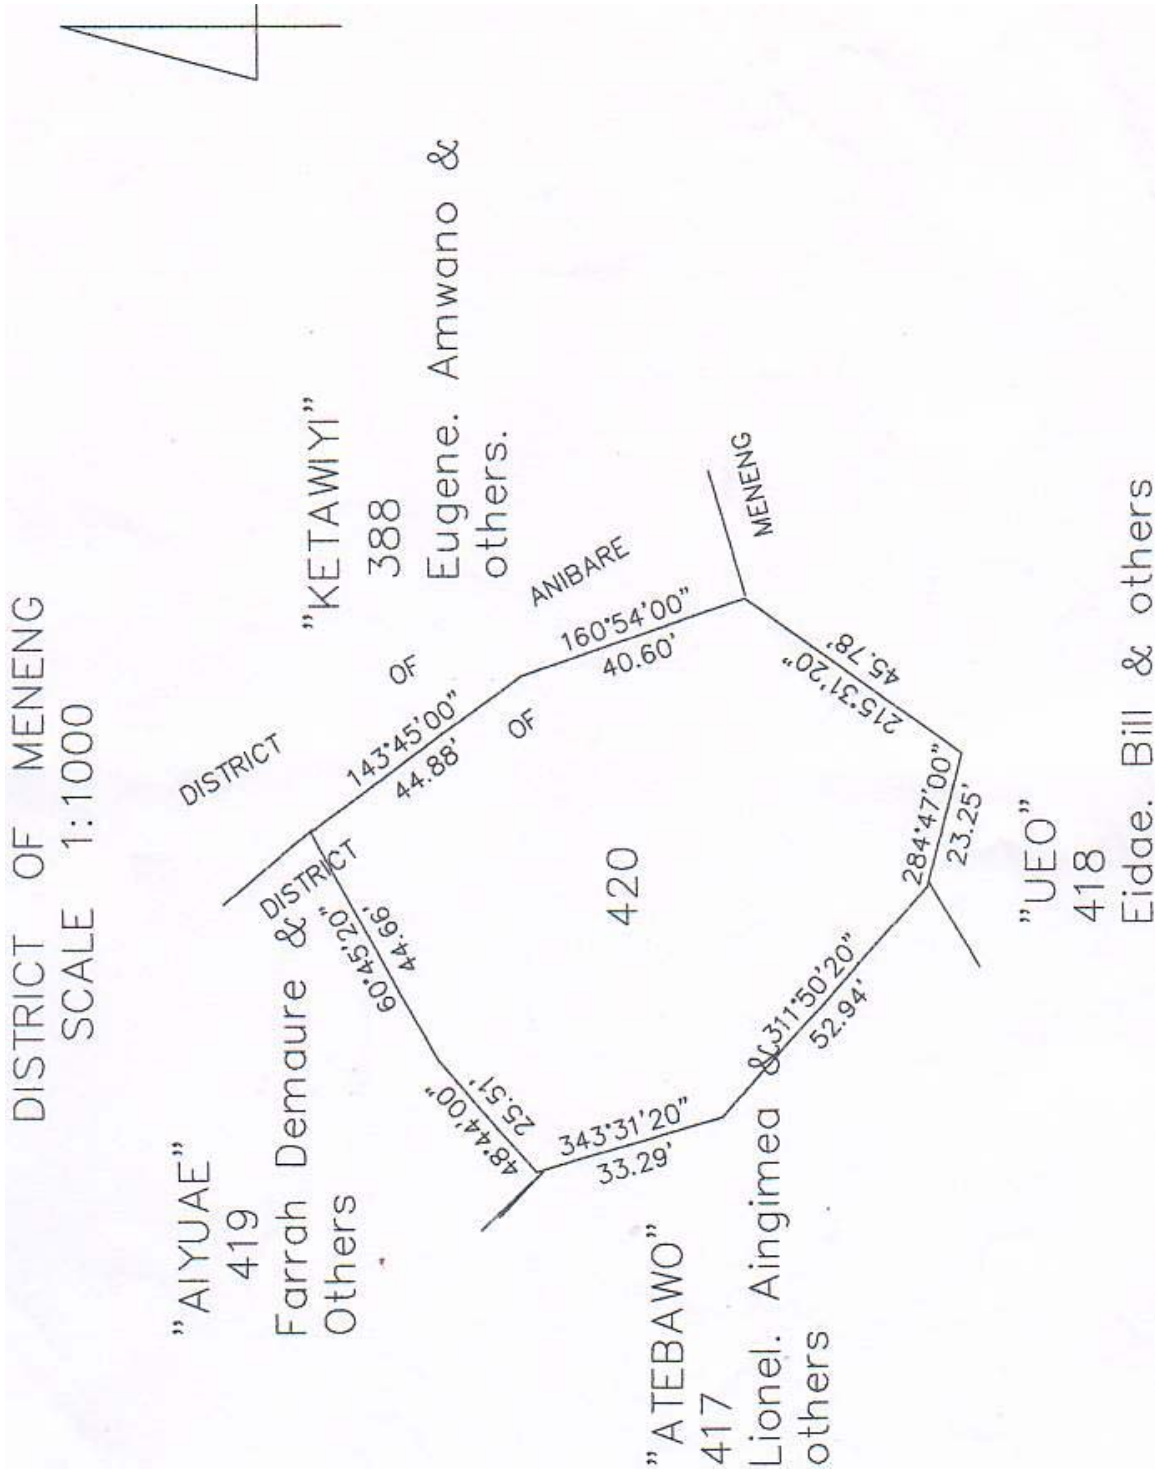 DISTRICT OF MENENG
SCALE 1:1000
"AIYUAE"
419
Farrah Demaure &
Others
"KETAWIYI"
388
Eugene. Amwano &
others.
DISTRICT OF ANIBARE
DISTRICT OF MENENG
143°45'00"
44.88'
160°54'00"
40.60'
60°45'20"
44.66'
48°44'00"
25.51'
343°31'20"
33.29'
311°50'20"
52.94'
284°47'00"
23.25'
215°31'20"
45.78'
420
"ATEBAWO"
417
Lionel. Aingimea &
others
"UEO"
418
Eidae. Bill & others